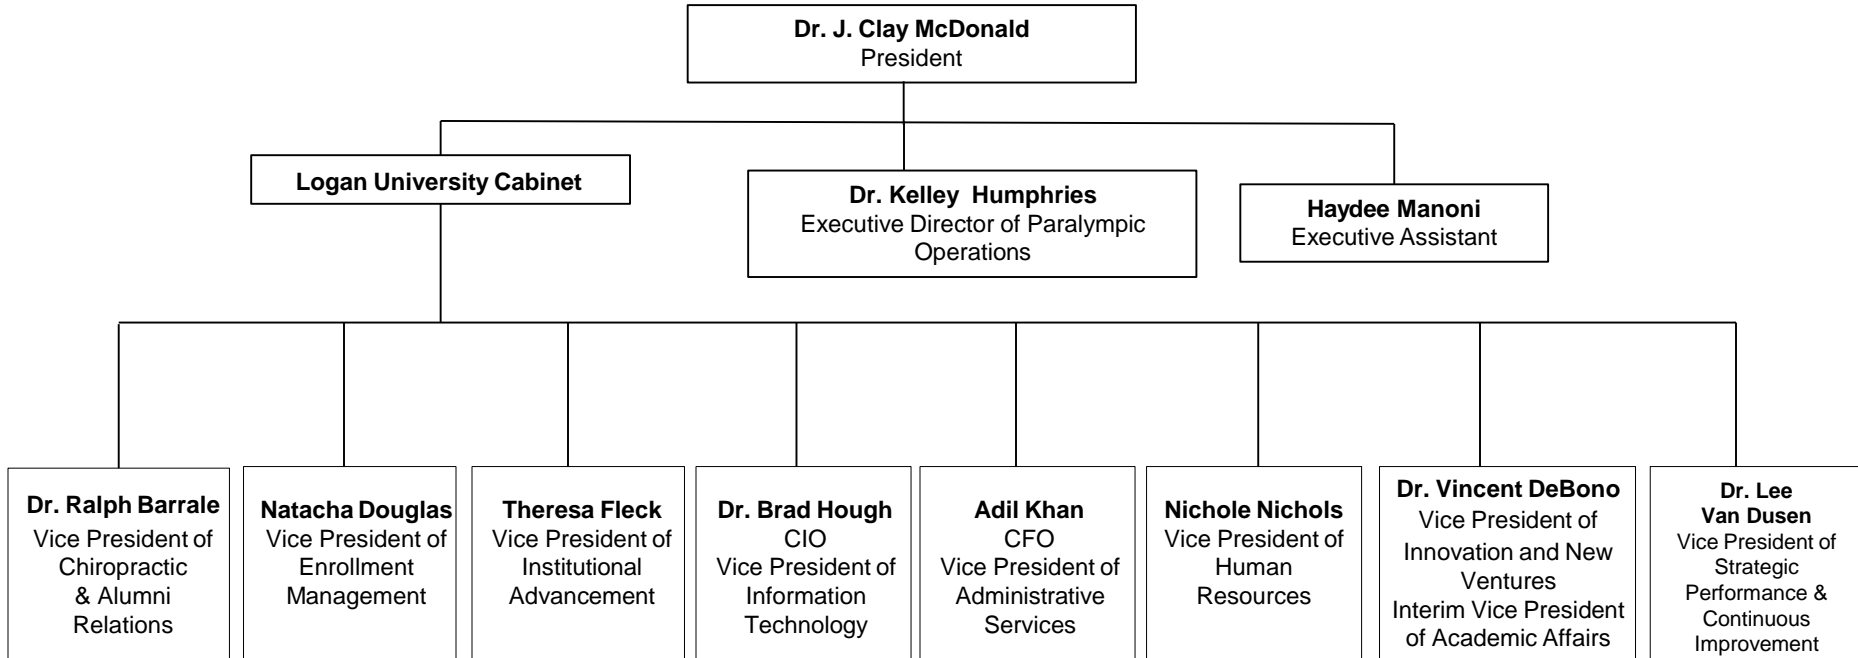 Dr. J. Clay McDonald
President
Logan University Cabinet
Dr. Kelley Humphries
Executive Director of Paralympic
Operations
Haydee Manoni
Executive Assistant
Dr. Ralph Barrale
Vice President of
Chiropractic
& Alumni
Relations
Natacha Douglas
Vice President of
Enrollment
Management
Theresa Fleck
Vice President of
Institutional
Advancement
Dr. Brad Hough
CIO
Vice President of
Information
Technology
Adil Khan
CFO
Vice President of
Administrative
Services
Nichole Nichols
Vice President of
Human
Resources
Dr. Vincent DeBono
Vice President of
Innovation and New
Ventures
Interim Vice President
of Academic Affairs
Dr. Lee
Van Dusen
Vice President of
Strategic
Performance &
Continuous
Improvement